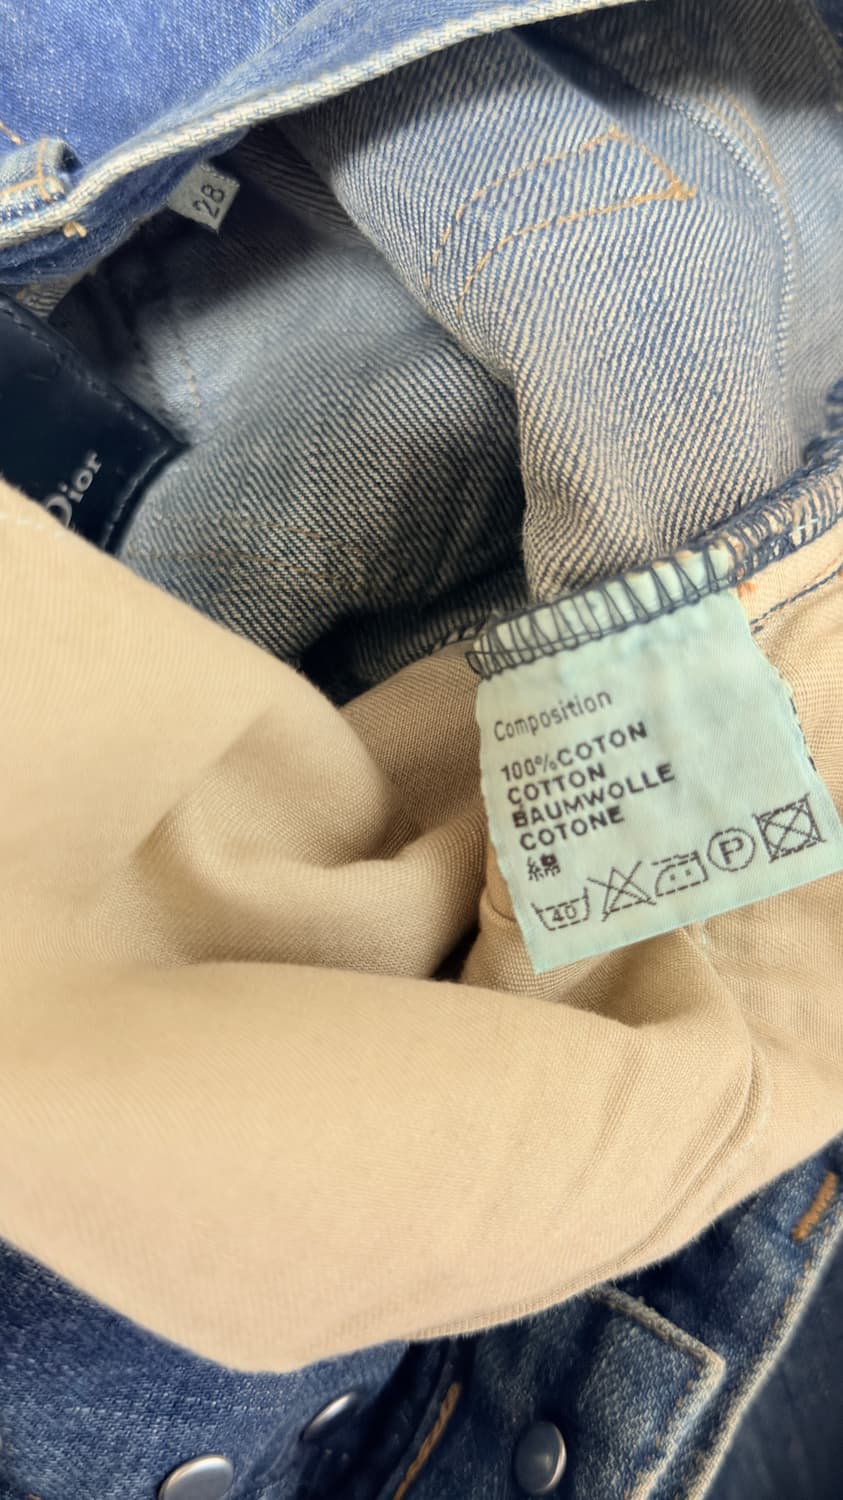 28
Dior
Composition
100%COTON
COTTON
BAUMWOLLE
COTONE
綿
40
P